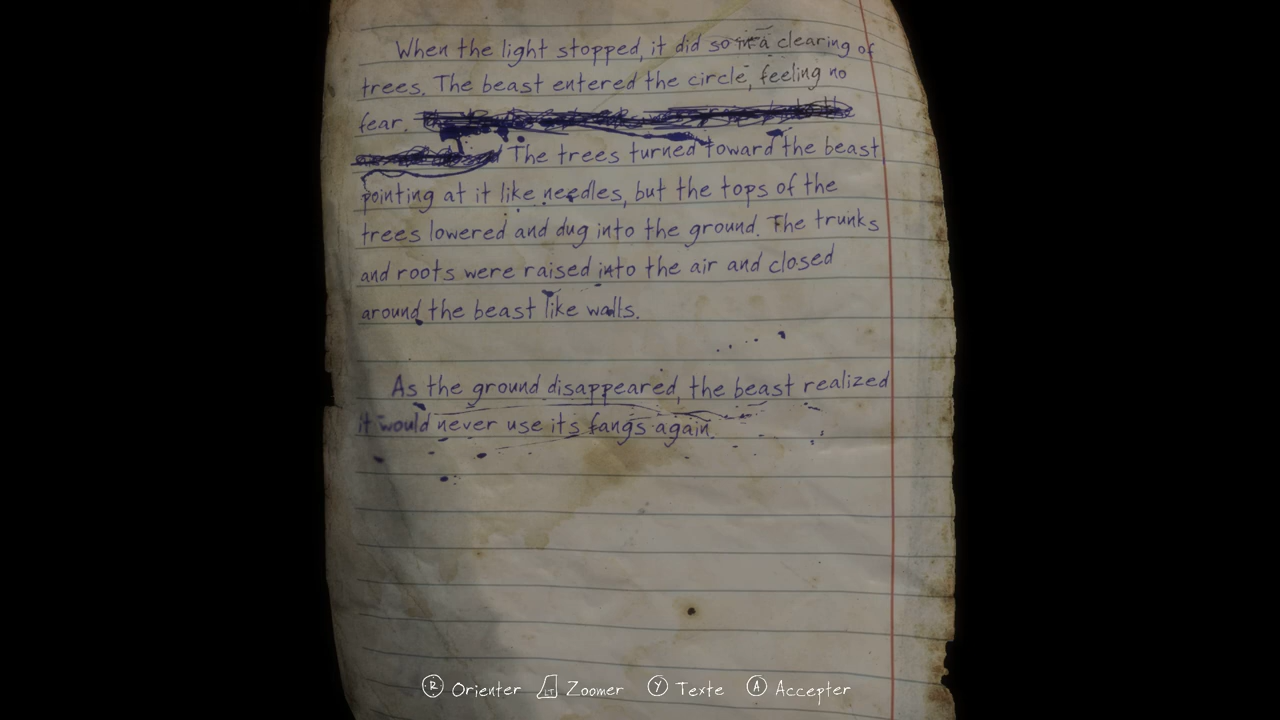 When the light stopped, it did so in a clearing of
trees. The beast entered the circle, feeling no
fear.
The trees turned toward the beast
pointing at it like needles, but the tops of the
trees lowered and dug into the ground. The trunks
and roots were raised into the air and closed
around the beast like walls.
As the ground disappeared, the beast realized
it would never use its fangs again.
R Orienter LT Zoomer Y Texte A Accepter